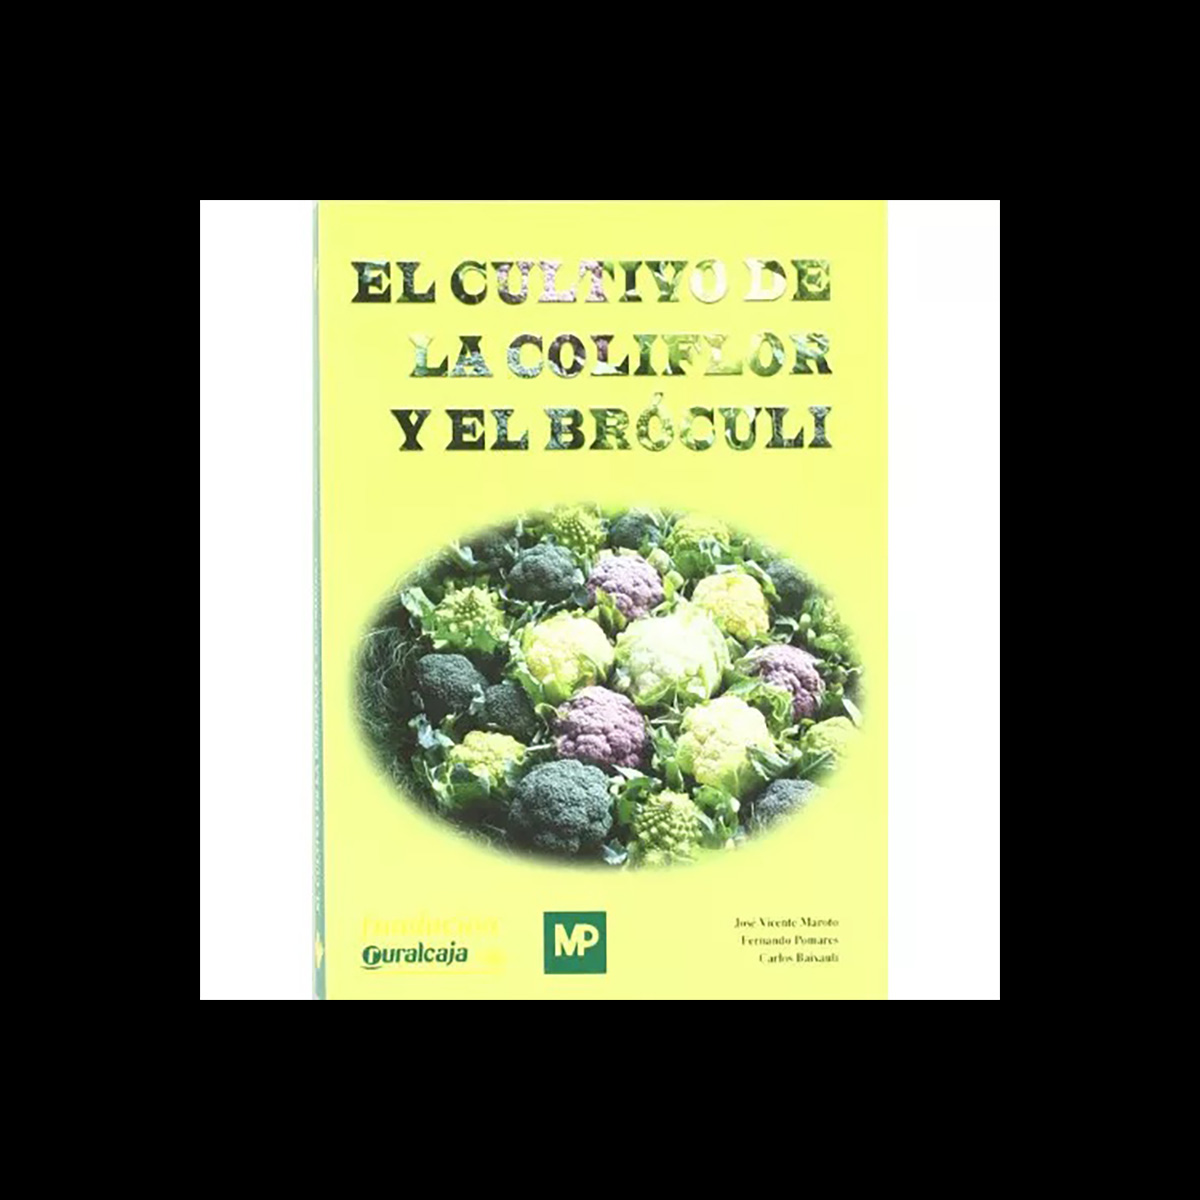 EL CULTIVO DE
LA COLIFLOR
Y EL BRÓCULI
fundación
ruralcaja
MP
José Vicente Maroto
Fernando Pomares
Carlos Baixauli